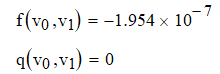 f(v₀,v₁) = −1.954 × 10⁻⁷
q(v₀,v₁) = 0